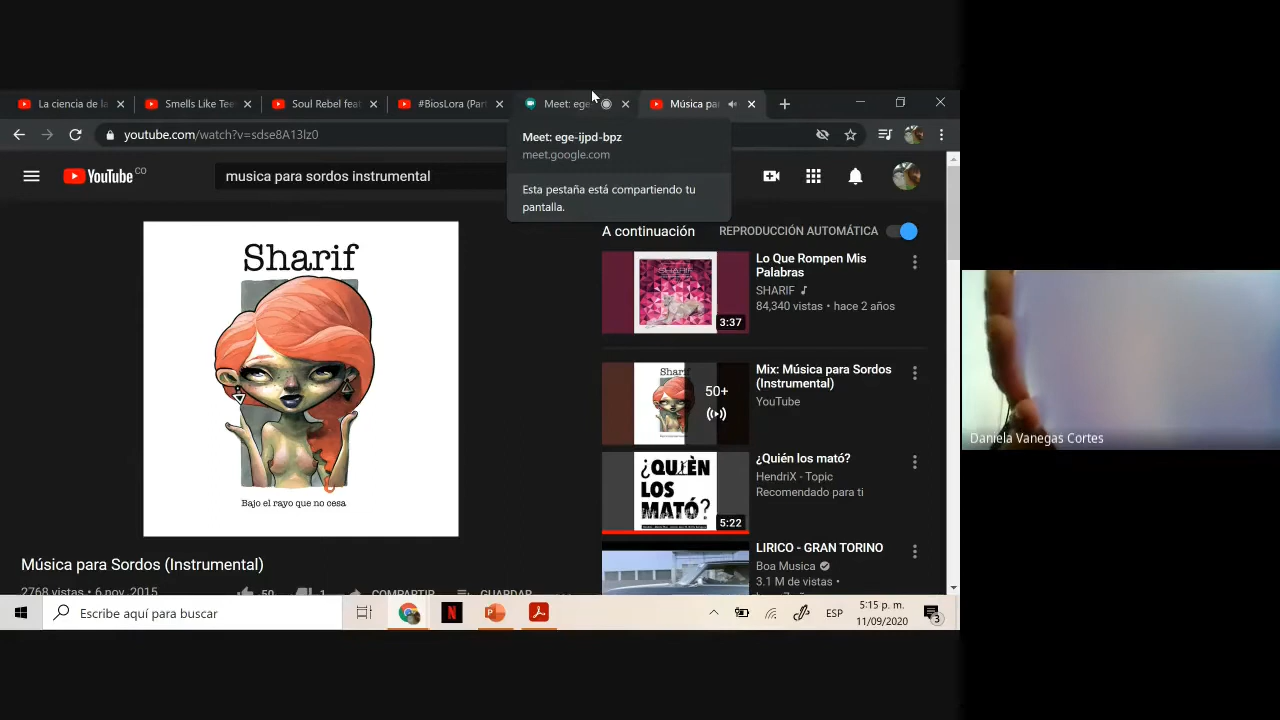 La ciencia de la
Smells Like Tee
Soul Rebel feat
#BiosLora (Part
Meet: ege
Música par
youtube.com/watch?v=sdse8A13lz0
Meet: ege-ijpd-bpz
meet.google.com
Esta pestaña está compartiendo tu
pantalla.
YouTube CO
musica para sordos instrumental
Sharif
Bajo el rayo que no cesa
Música para Sordos (Instrumental)
2768 vistas • 6 nov. 2015
50
1
COMPARTIR
GUARDAR
A continuación
REPRODUCCIÓN AUTOMÁTICA
Lo Que Rompen Mis
Palabras
SHARIF
84,340 vistas • hace 2 años
3:37
Sharif
50+
Mix: Música para Sordos
(Instrumental)
YouTube
¿QUIÈN
LOS
MATÓ?
5:22
¿Quién los mató?
HendriX - Topic
Recomendado para ti
LIRICO - GRAN TORINO
Boa Musica
3.1 M de vistas •
Daniela Vanegas Cortes
Escribe aquí para buscar
N
ESP
5:15 p. m.
11/09/2020
3